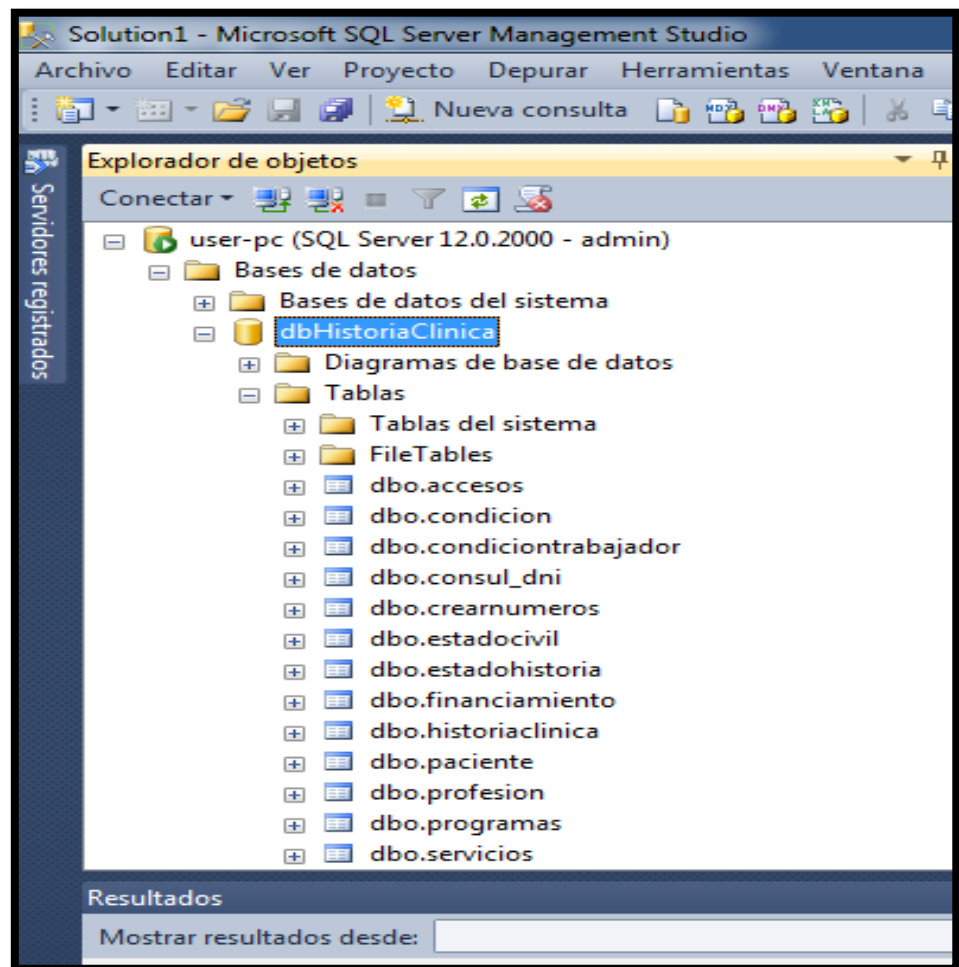 Solution1 - Microsoft SQL Server Management Studio
Archivo Editar Ver Proyecto Depurar Herramientas Ventana
Nueva consulta
Servidores registrados
Explorador de objetos
Conectar
user-pc (SQL Server 12.0.2000 - admin)
Bases de datos
Bases de datos del sistema
dbHistoriaClinica
Diagramas de base de datos
Tablas
Tablas del sistema
FileTables
dbo.accesos
dbo.condicion
dbo.condiciontrabajador
dbo.consul_dni
dbo.crearnumeros
dbo.estadocivil
dbo.estadohistoria
dbo.financiamiento
dbo.historiaclinica
dbo.paciente
dbo.profesion
dbo.programas
dbo.servicios
Resultados
Mostrar resultados desde: